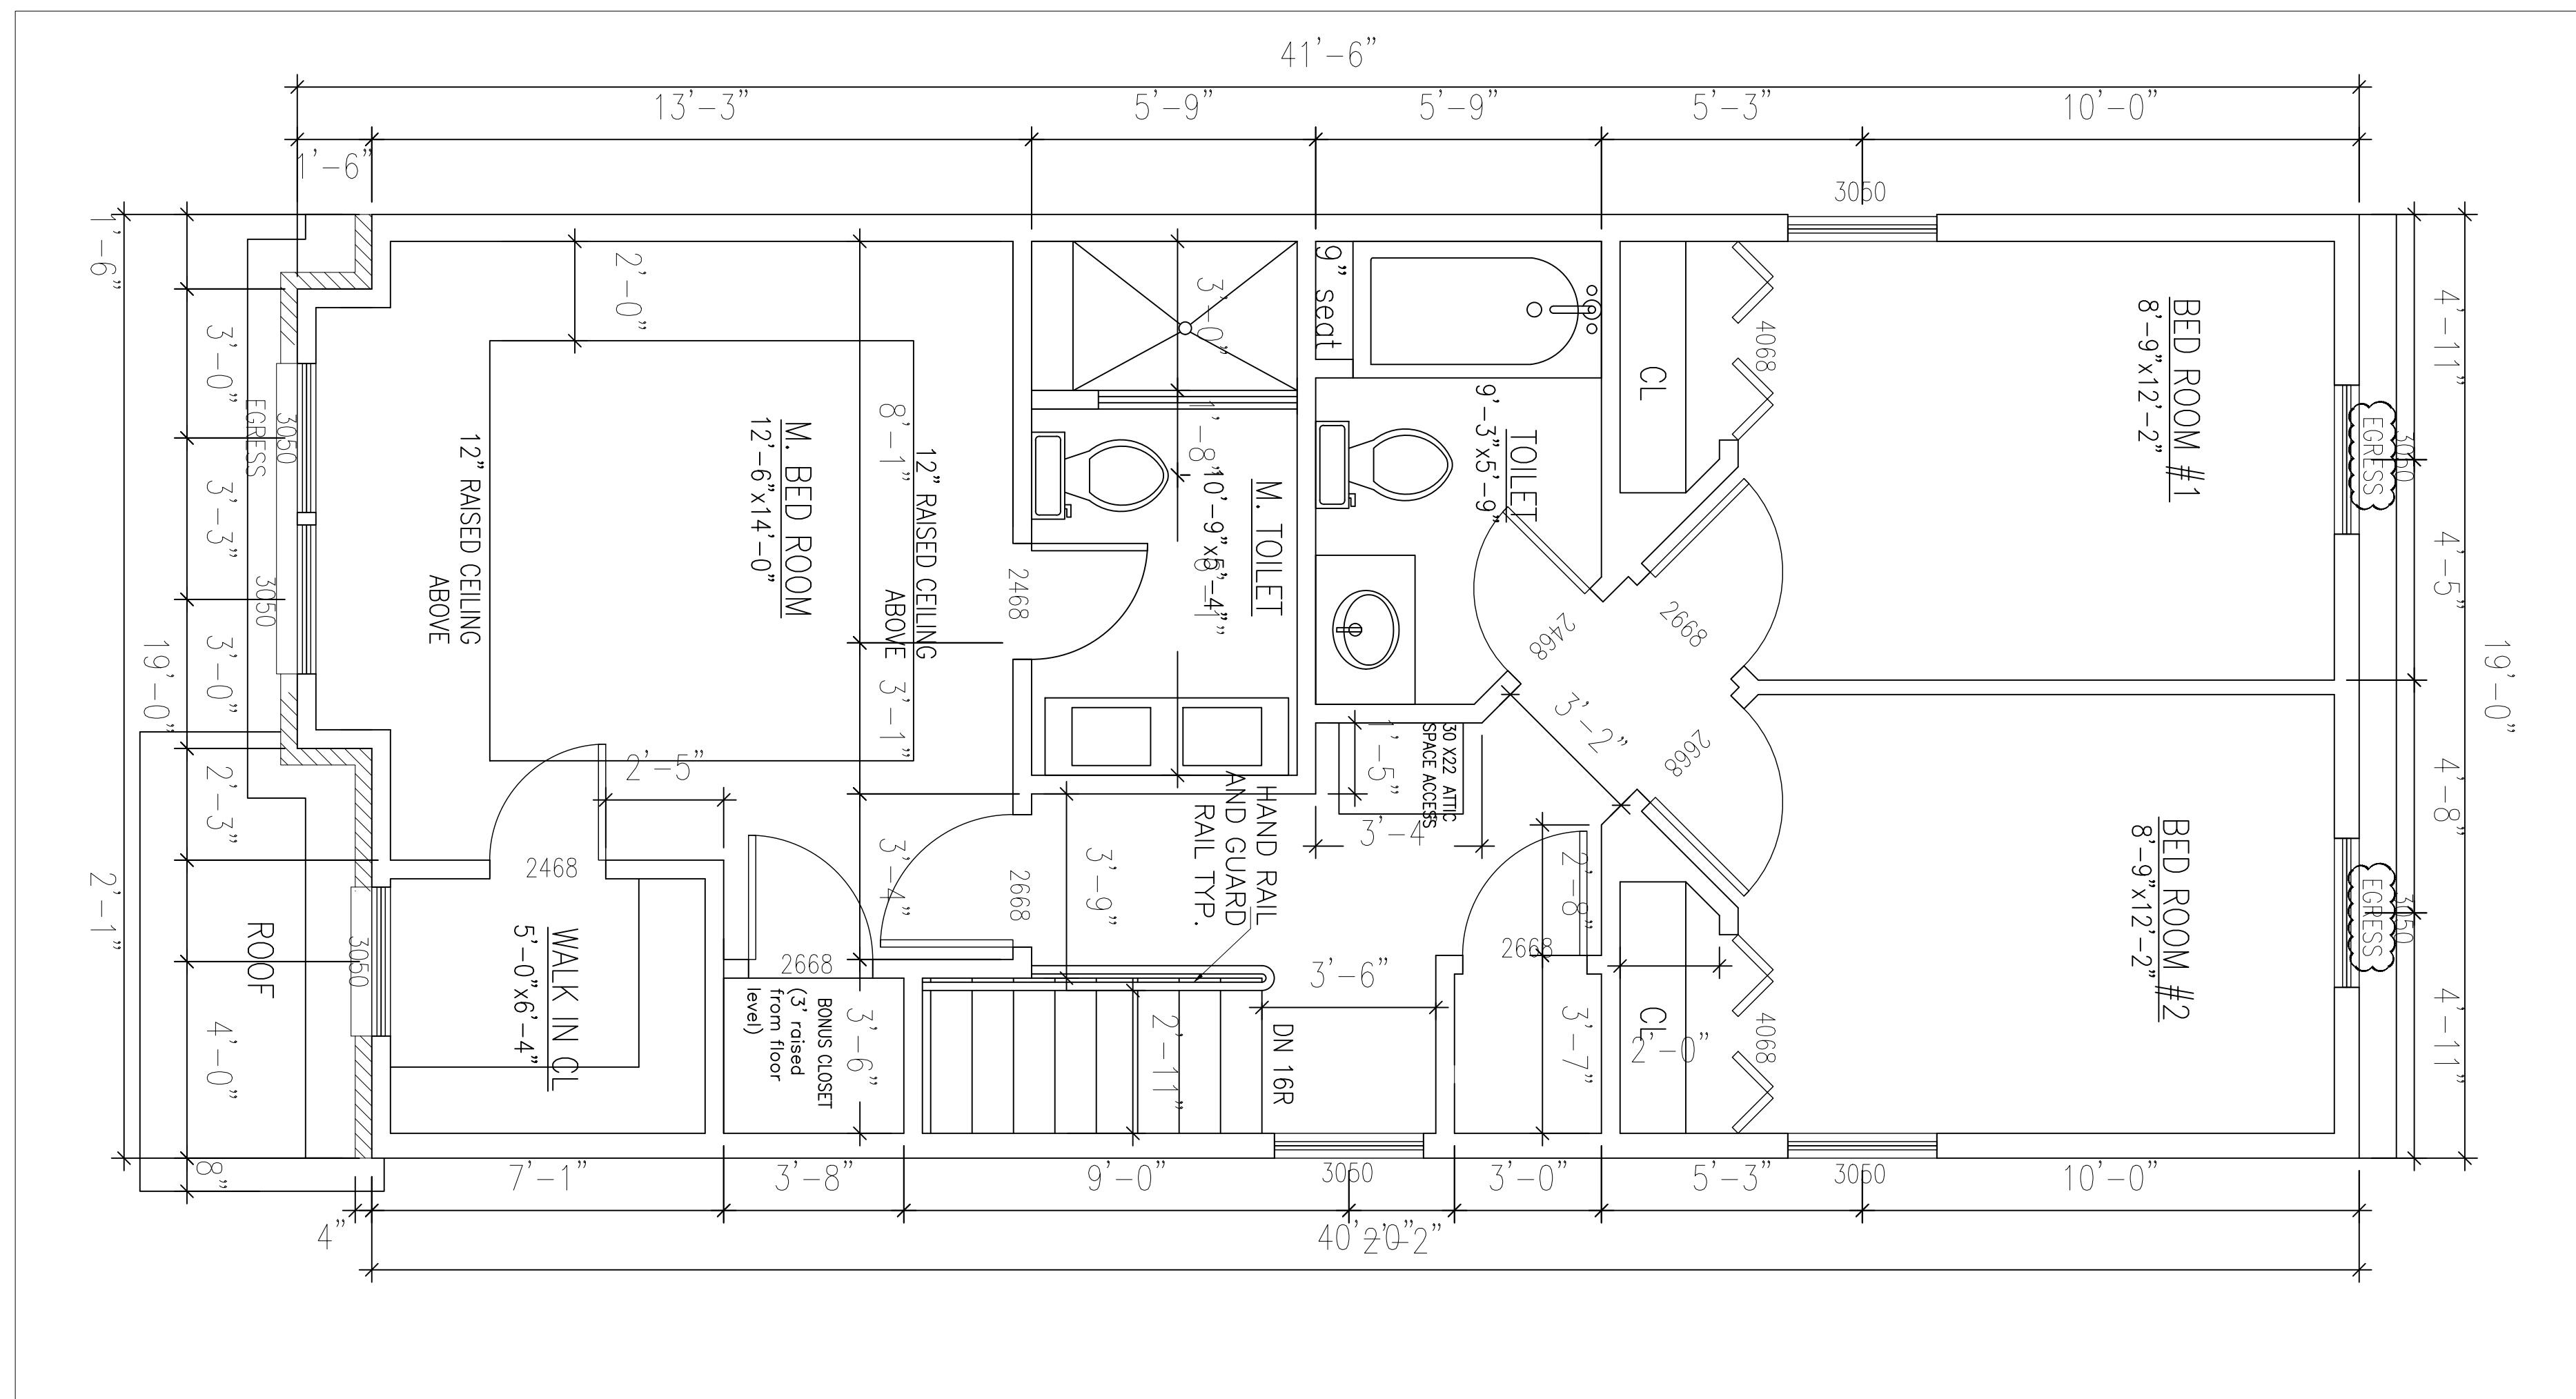 41'-6"
13'-3"
5'-9"
5'-9"
5'-3"
10'-0"
1'-6"
3050
1'-6"
3'-0"
3'-3"
3'-0"
2'-3"
4'-0"
8"
19'-0"
2'-1"
EGRESS
3050
3050
3050
ROOF
2'-0"
12" RAISED CEILING
ABOVE
M. BED ROOM
12'-6"x14'-0"
12" RAISED CEILING
ABOVE
8'-1"
3'-1"
3'-4"
3'-6"
2'-5"
2468
WALK IN CL
5'-0"x6'-4"
2668
BONUS CLOSET
(3' raised
from floor
level)
2468
2668
3'-0"
1'-8"
M. TOILET
10'-9"x5'-4"
9" seat
TOILET
9'-3"x5'-9"
HAND RAIL
AND GUARD
RAIL TYP.
3'-9"
2'-11"
DN 16R
3'-6"
1'-5"
30 X22 ATTIC
SPACE ACCESS
3'-4
2468
2668
3'-2"
2668
2'-8"
2668
3'-7"
CL
4068
CL
2'-0"
4068
BED ROOM #1
8'-9"x12'-2"
BED ROOM #2
8'-9"x12'-2"
EGRESS
3050
EGRESS
3050
4'-11"
4'-5"
4'-8"
4'-11"
19'-0"
4"
7'-1"
3'-8"
9'-0"
3050
3'-0"
5'-3"
3050
10'-0"